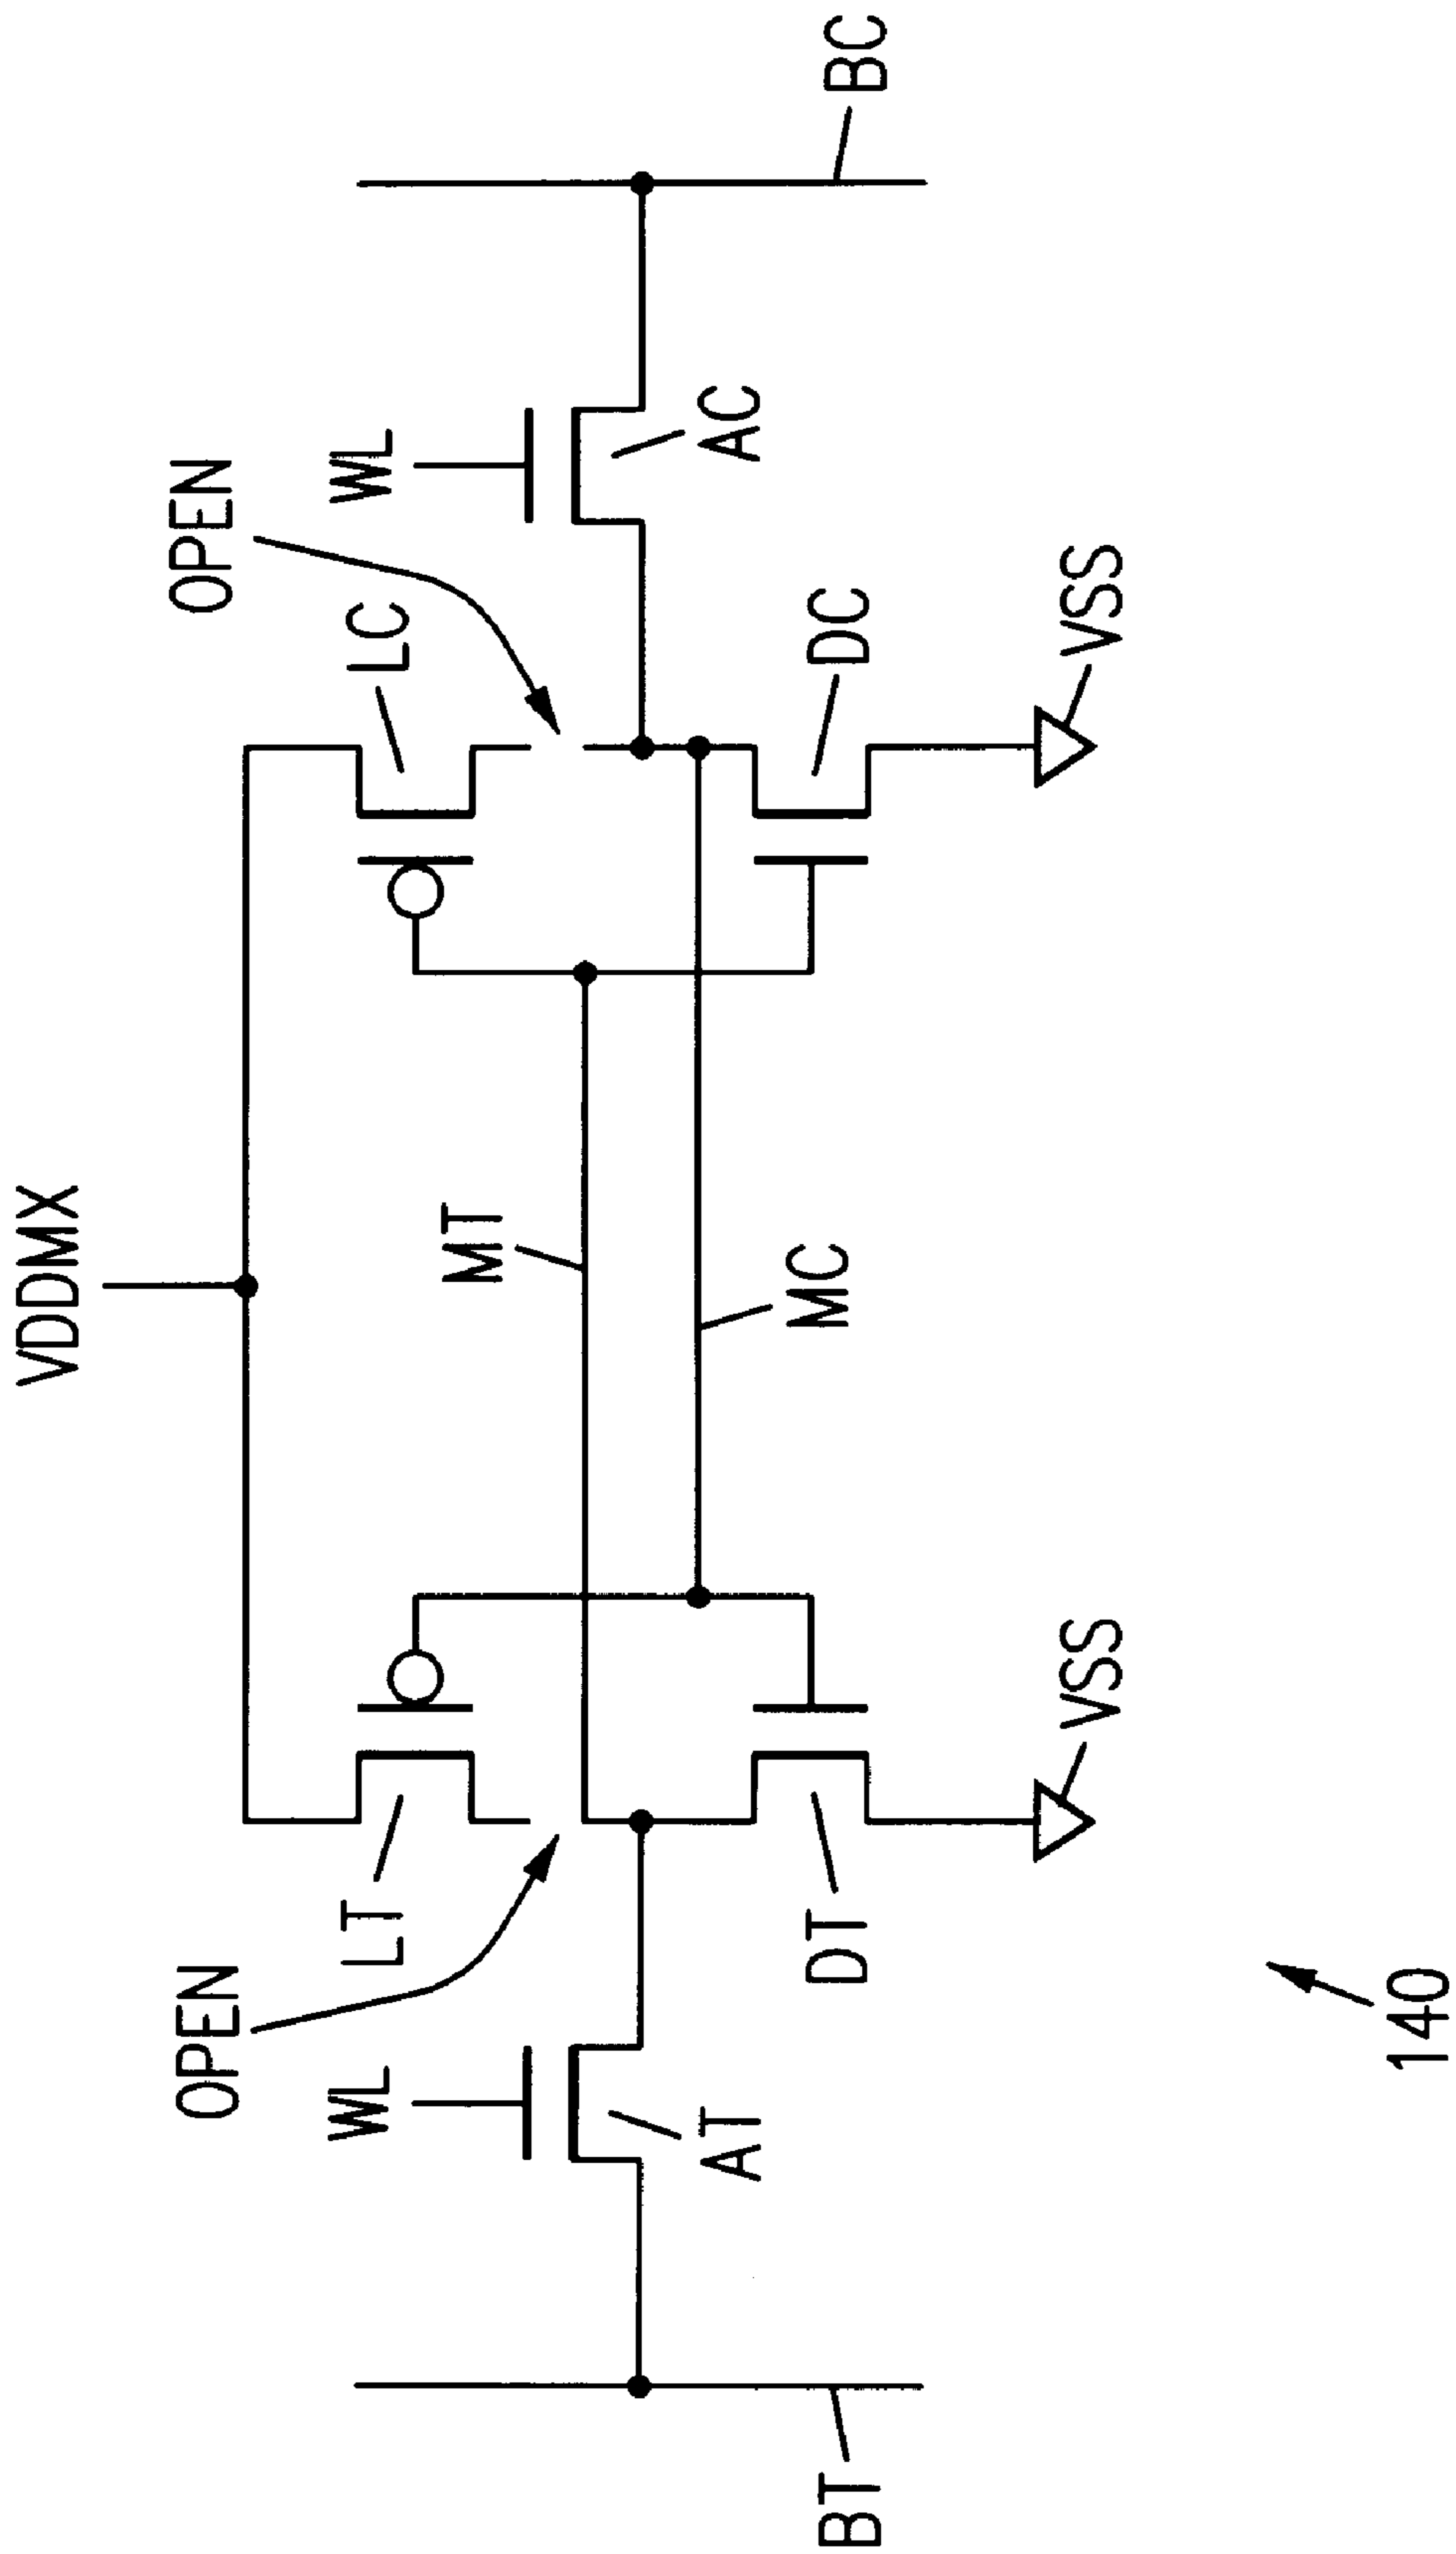 VDDMX
OPEN
OPEN
WL
LT
LC
WL
MT
AT
DT
MC
DC
AC
BT
BC
VSS
VSS
140